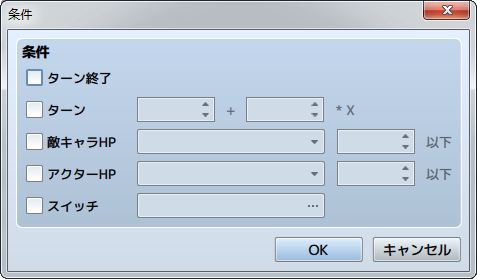 条件
条件
ターン終了
ターン + * X
敵キャラHP 以下
アクターHP 以下
スイッチ ...
OK キャンセル